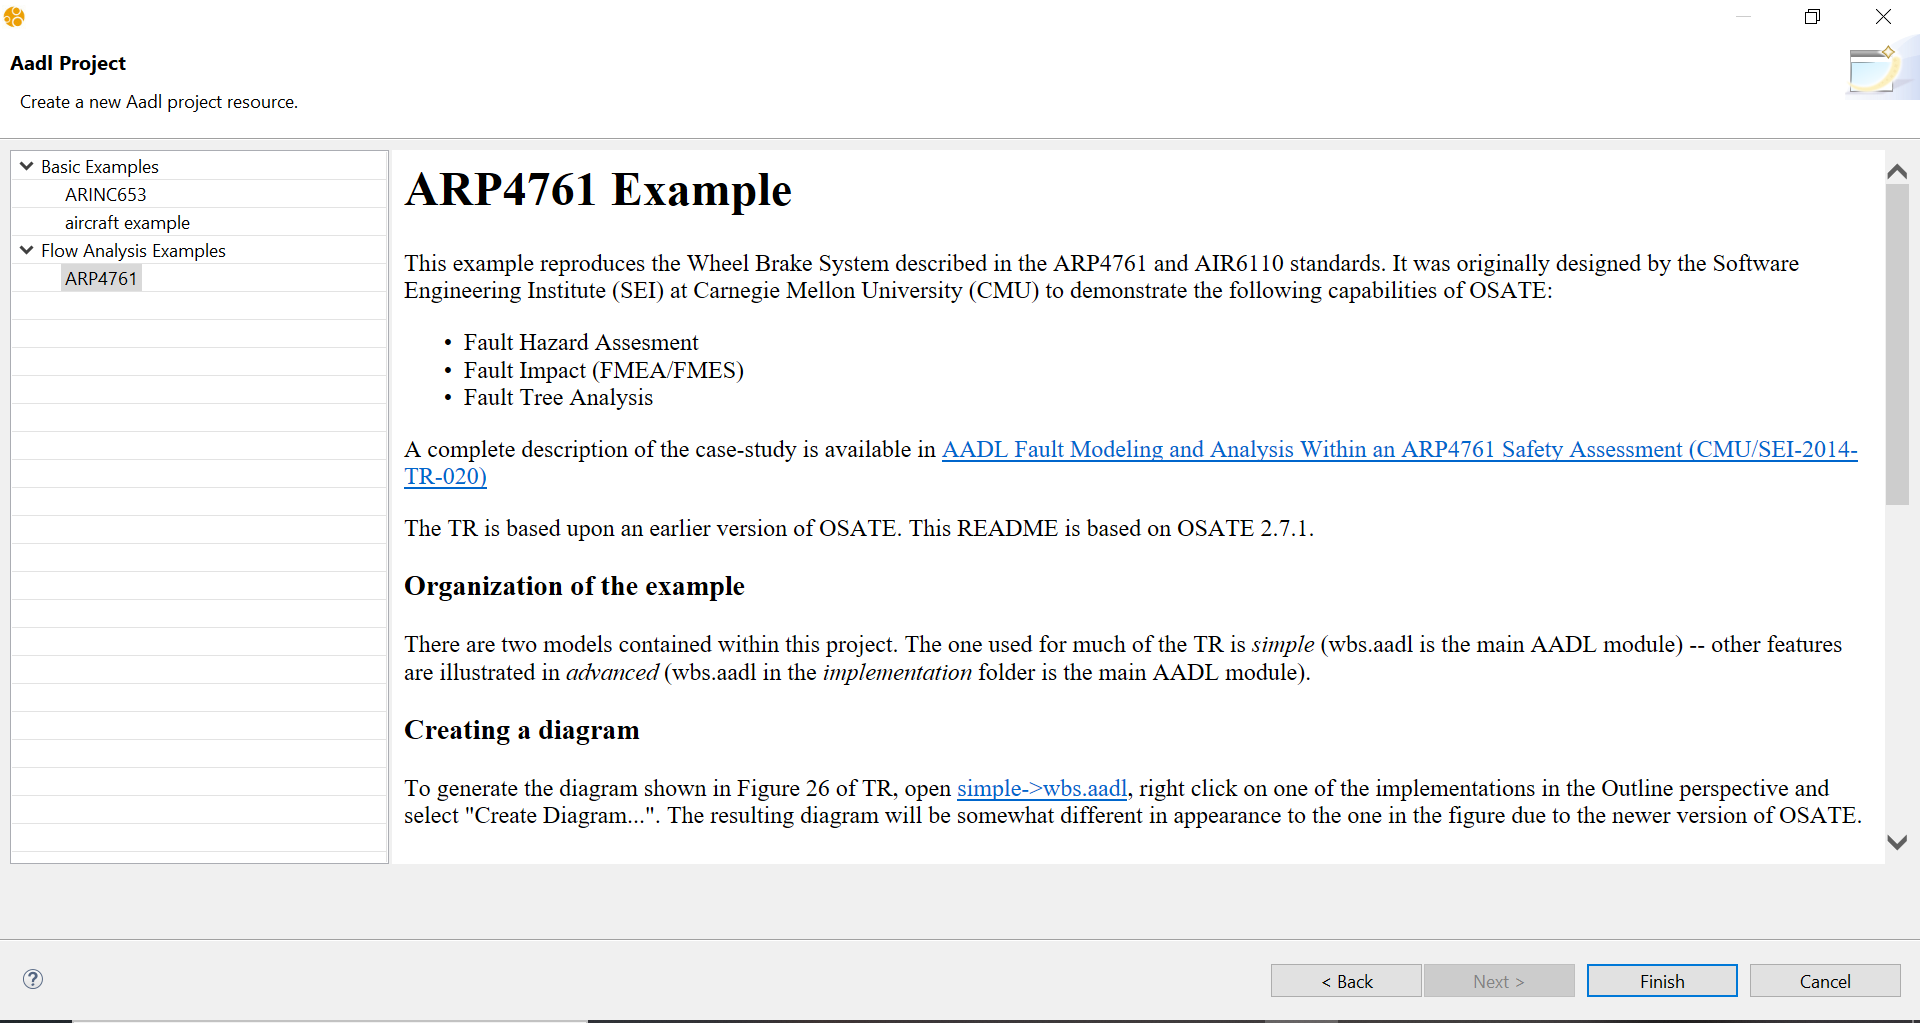 Aadl Project
Create a new Aadl project resource.
Basic Examples
ARINC653
aircraft example
Flow Analysis Examples
ARP4761
ARP4761 Example
This example reproduces the Wheel Brake System described in the ARP4761 and AIR6110 standards. It was originally designed by the Software
Engineering Institute (SEI) at Carnegie Mellon University (CMU) to demonstrate the following capabilities of OSATE:
• Fault Hazard Assesment
• Fault Impact (FMEA/FMES)
• Fault Tree Analysis
A complete description of the case-study is available in AADL Fault Modeling and Analysis Within an ARP4761 Safety Assessment (CMU/SEI-2014-
TR-020)
The TR is based upon an earlier version of OSATE. This README is based on OSATE 2.7.1.
Organization of the example
There are two models contained within this project. The one used for much of the TR is simple (wbs.aadl is the main AADL module) -- other features
are illustrated in advanced (wbs.aadl in the implementation folder is the main AADL module).
Creating a diagram
To generate the diagram shown in Figure 26 of TR, open simple->wbs.aadl, right click on one of the implementations in the Outline perspective and
select "Create Diagram...". The resulting diagram will be somewhat different in appearance to the one in the figure due to the newer version of OSATE.
?
< Back
Next >
Finish
Cancel